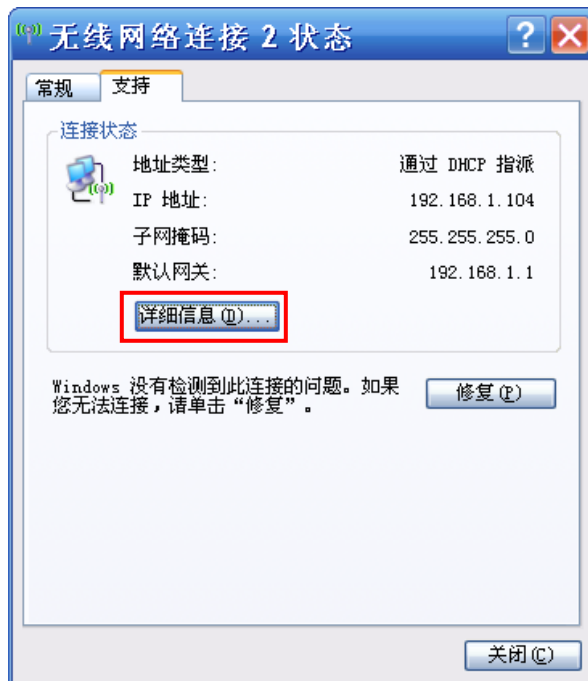 无线网络连接 2 状态
常规 支持
连接状态
地址类型: 通过 DHCP 指派
IP 地址: 192.168.1.104
子网掩码: 255.255.255.0
默认网关: 192.168.1.1
详细信息(D)...
Windows 没有检测到此连接的问题。如果
您无法连接，请单击“修复”。
修复(P)
关闭(C)